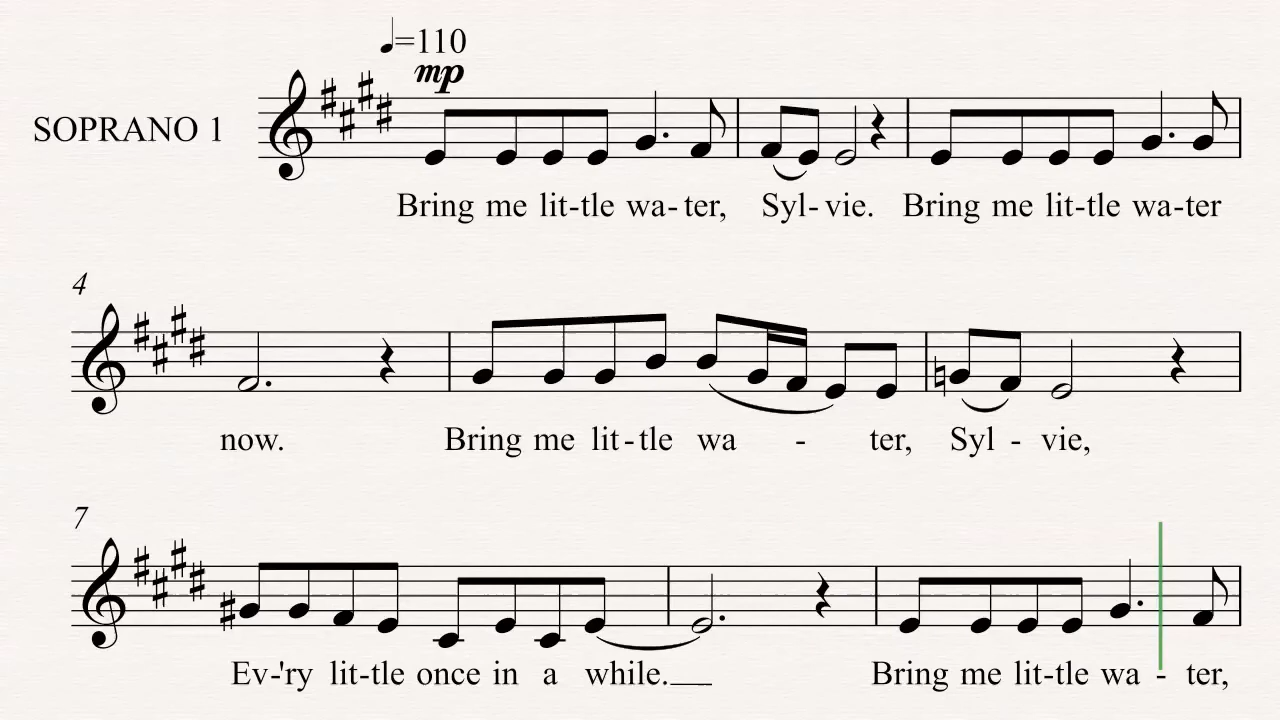 ♩=110
mp
SOPRANO 1
Bring me lit-tle wa-ter, Syl-vie. Bring me lit-tle wa-ter
4
now. Bring me lit-tle wa - ter, Syl - vie,
7
Ev-'ry lit-tle once in a while.__ Bring me lit-tle wa - ter,